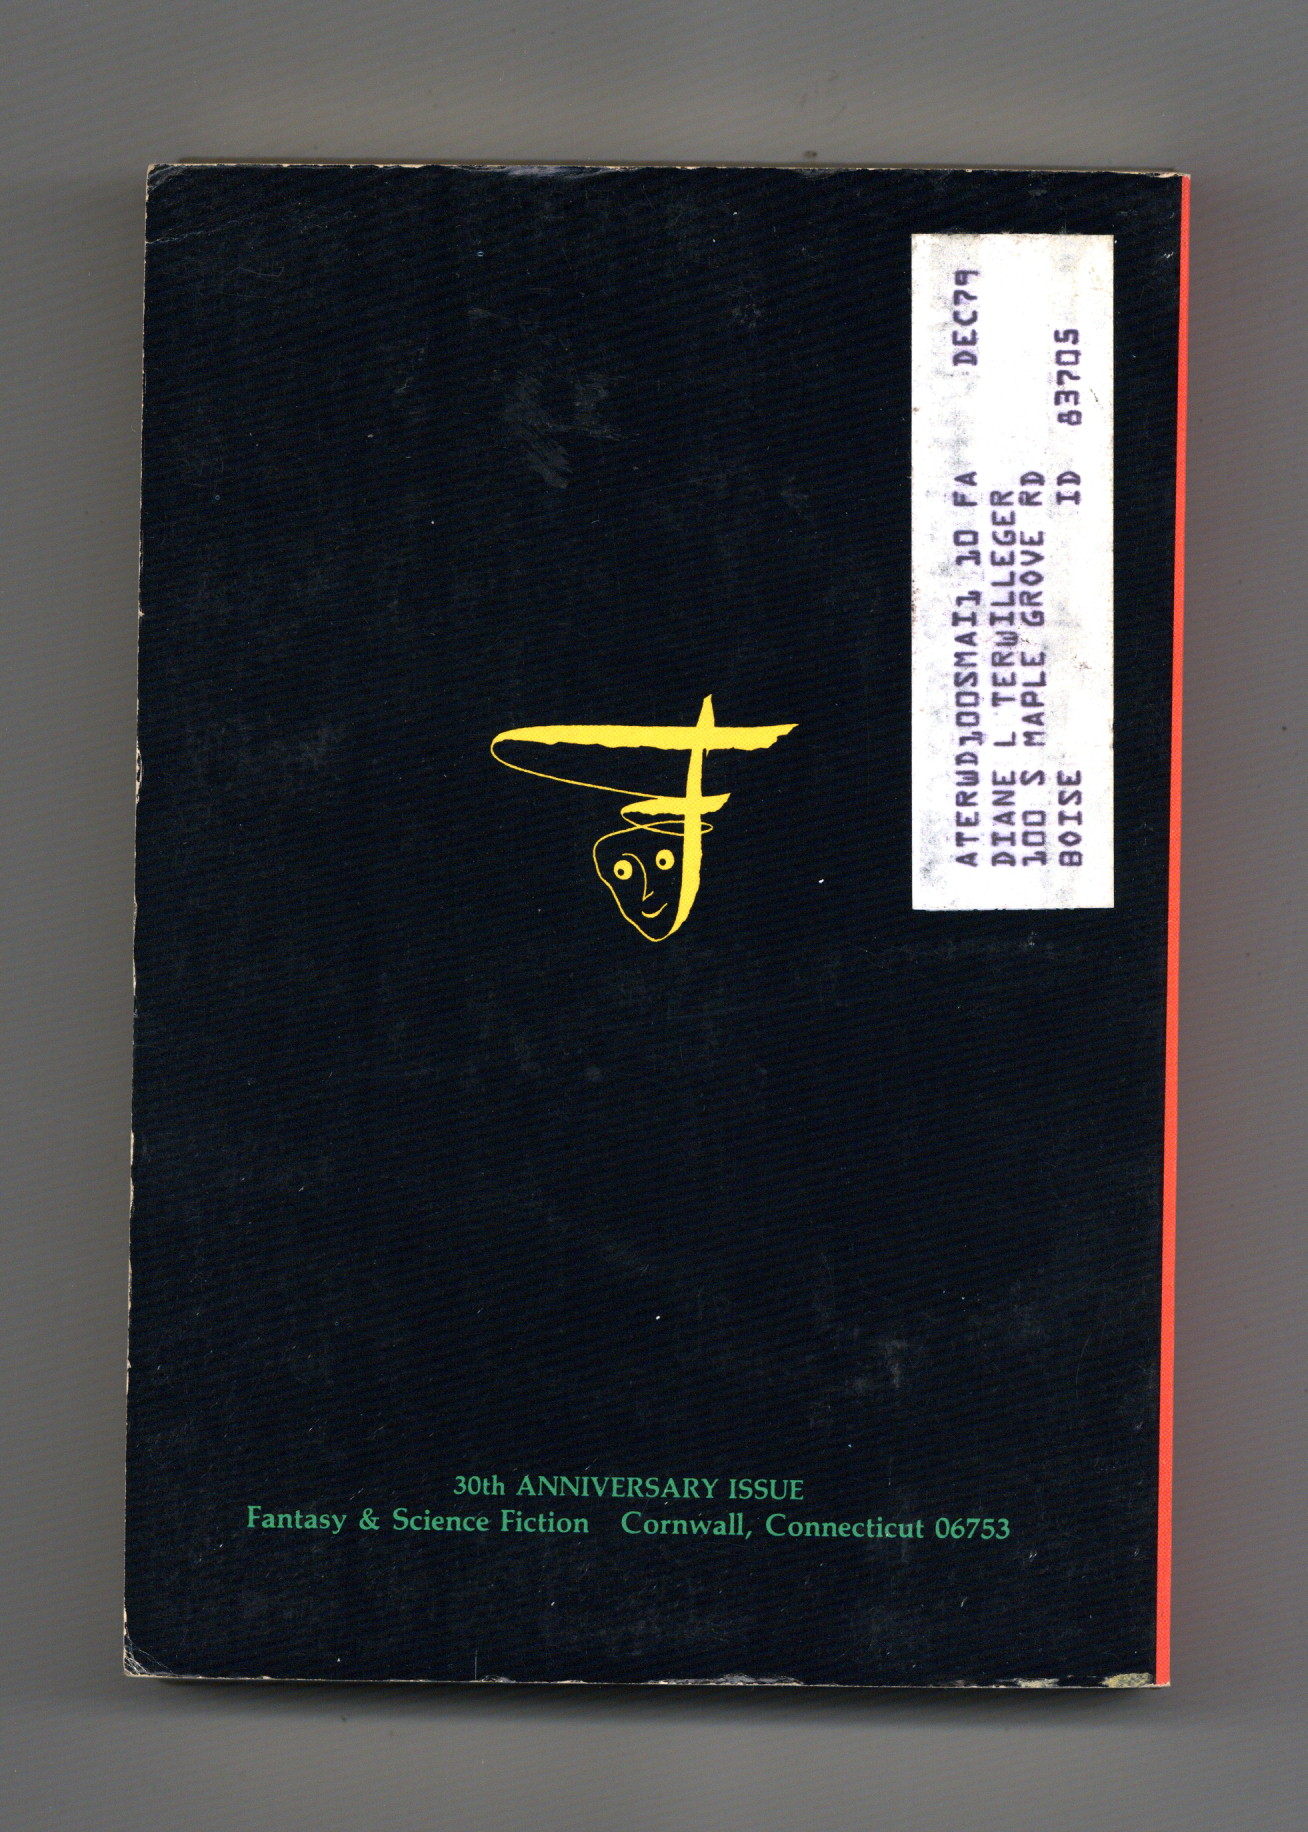 ATERWD100SMAI1 10 FA DEC79
DIANE L TERWILLEGER
100 S MAPLE GROVE RD
BOISE ID 83705
30th ANNIVERSARY ISSUE
Fantasy & Science Fiction Cornwall, Connecticut 06753